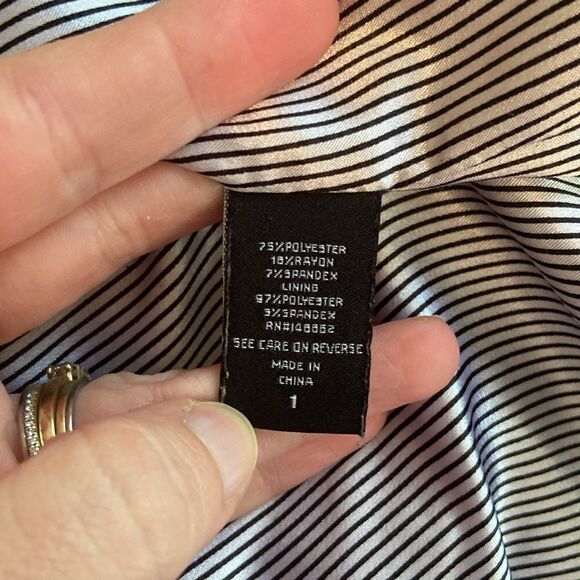 75%POLYESTER
18%RAYON
7%SPANDEX
LINING
97%POLYESTER
3%SPANDEX
RN#146662
SEE CARE ON REVERSE
MADE IN
CHINA
1